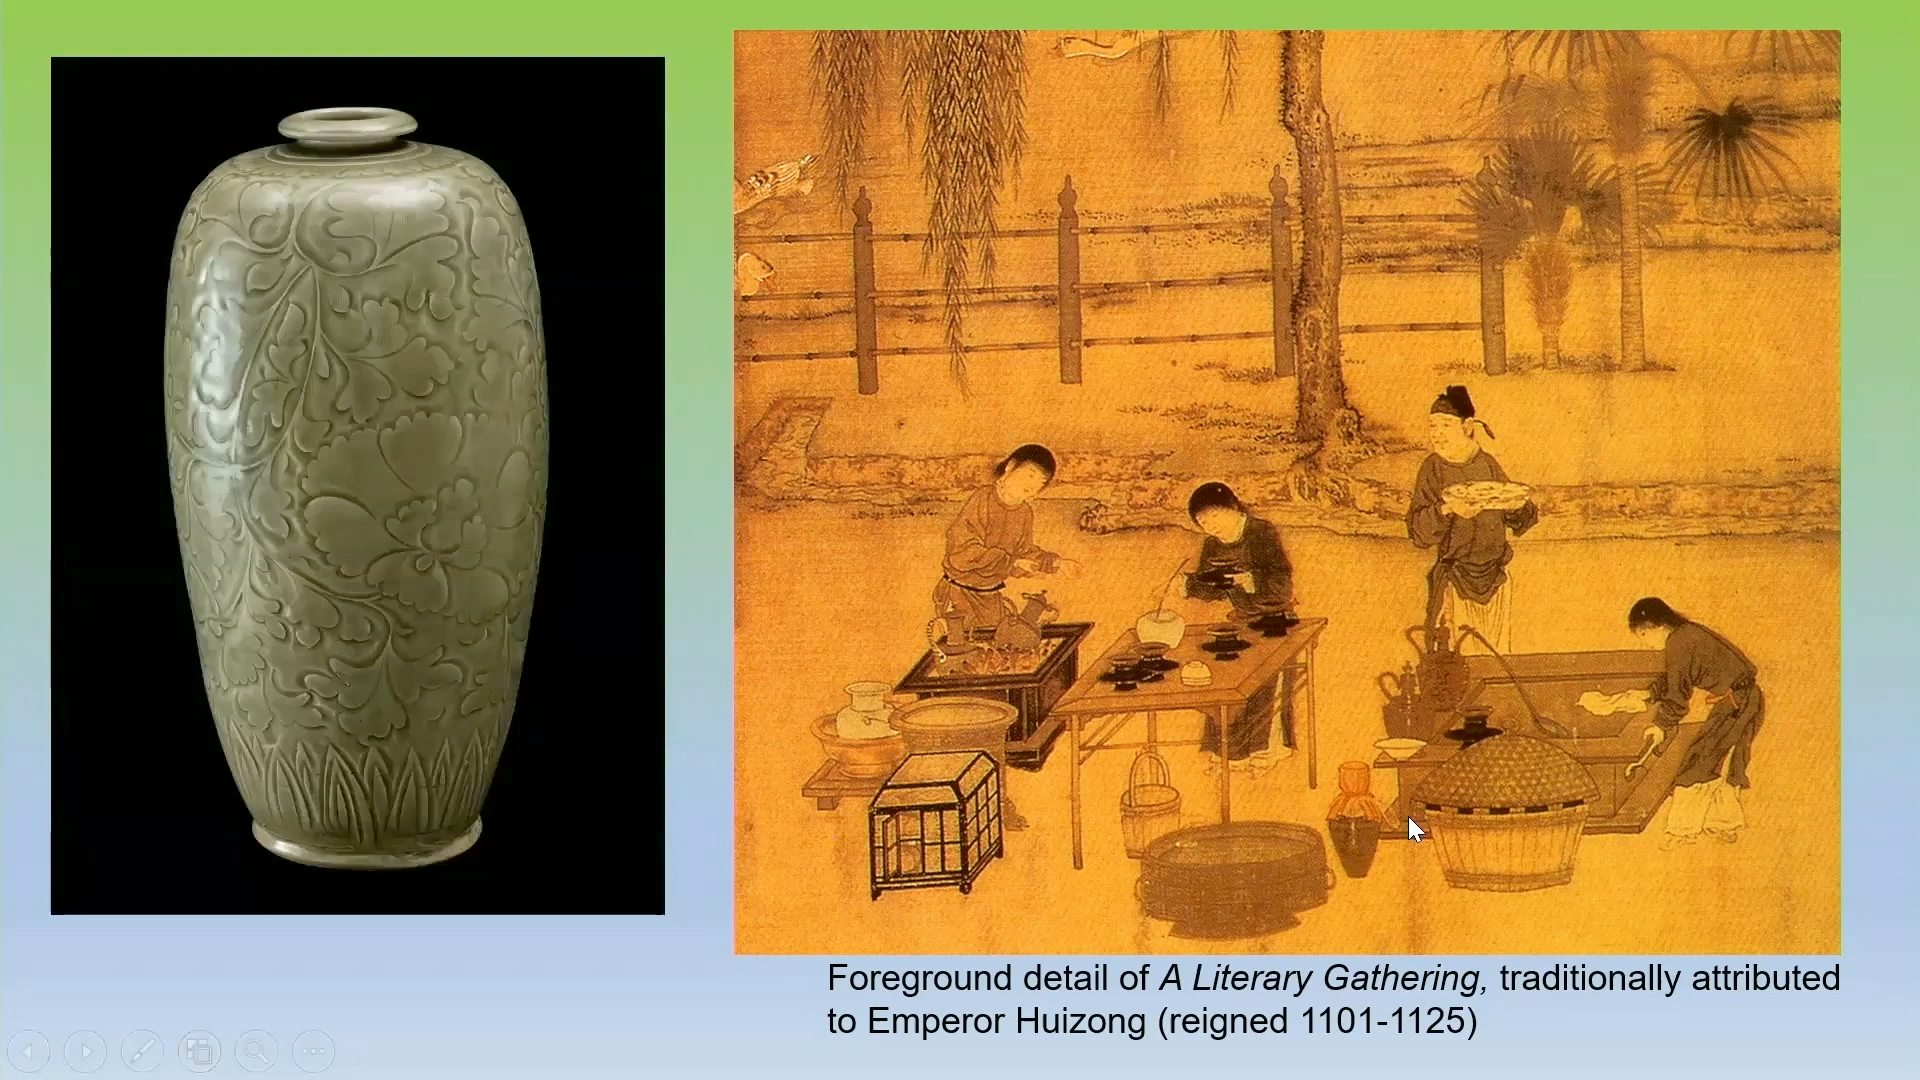 Foreground detail of A Literary Gathering, traditionally attributed
to Emperor Huizong (reigned 1101-1125)